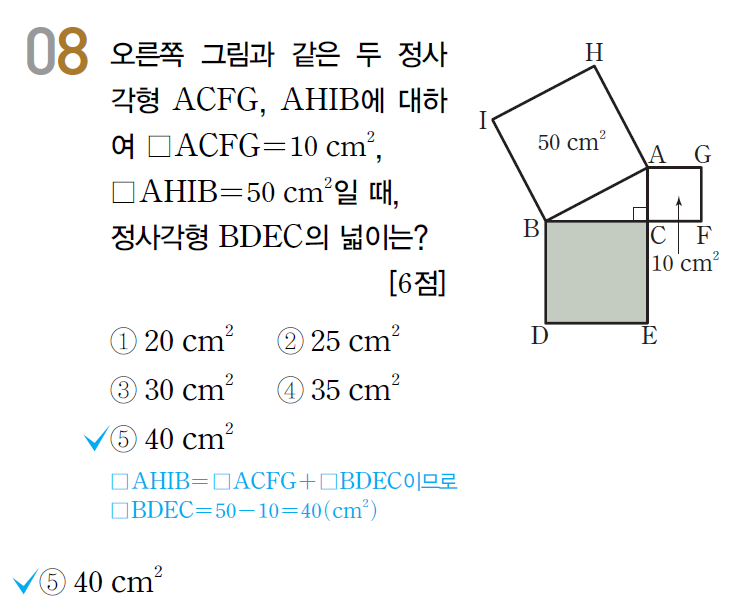 08
오른쪽 그림과 같은 두 정사
각형 ACFG, AHIB에 대하
여 □ACFG=10 cm²,
□AHIB=50 cm²일 때,
정사각형 BDEC의 넓이는?
[6점]
① 20 cm² ② 25 cm²
③ 30 cm² ④ 35 cm²
⑤ 40 cm²
□AHIB=□ACFG+□BDEC이므로
□BDEC=50-10=40(cm²)
⑤ 40 cm²
H
I
50 cm²
A G
B C F
10 cm²
D E